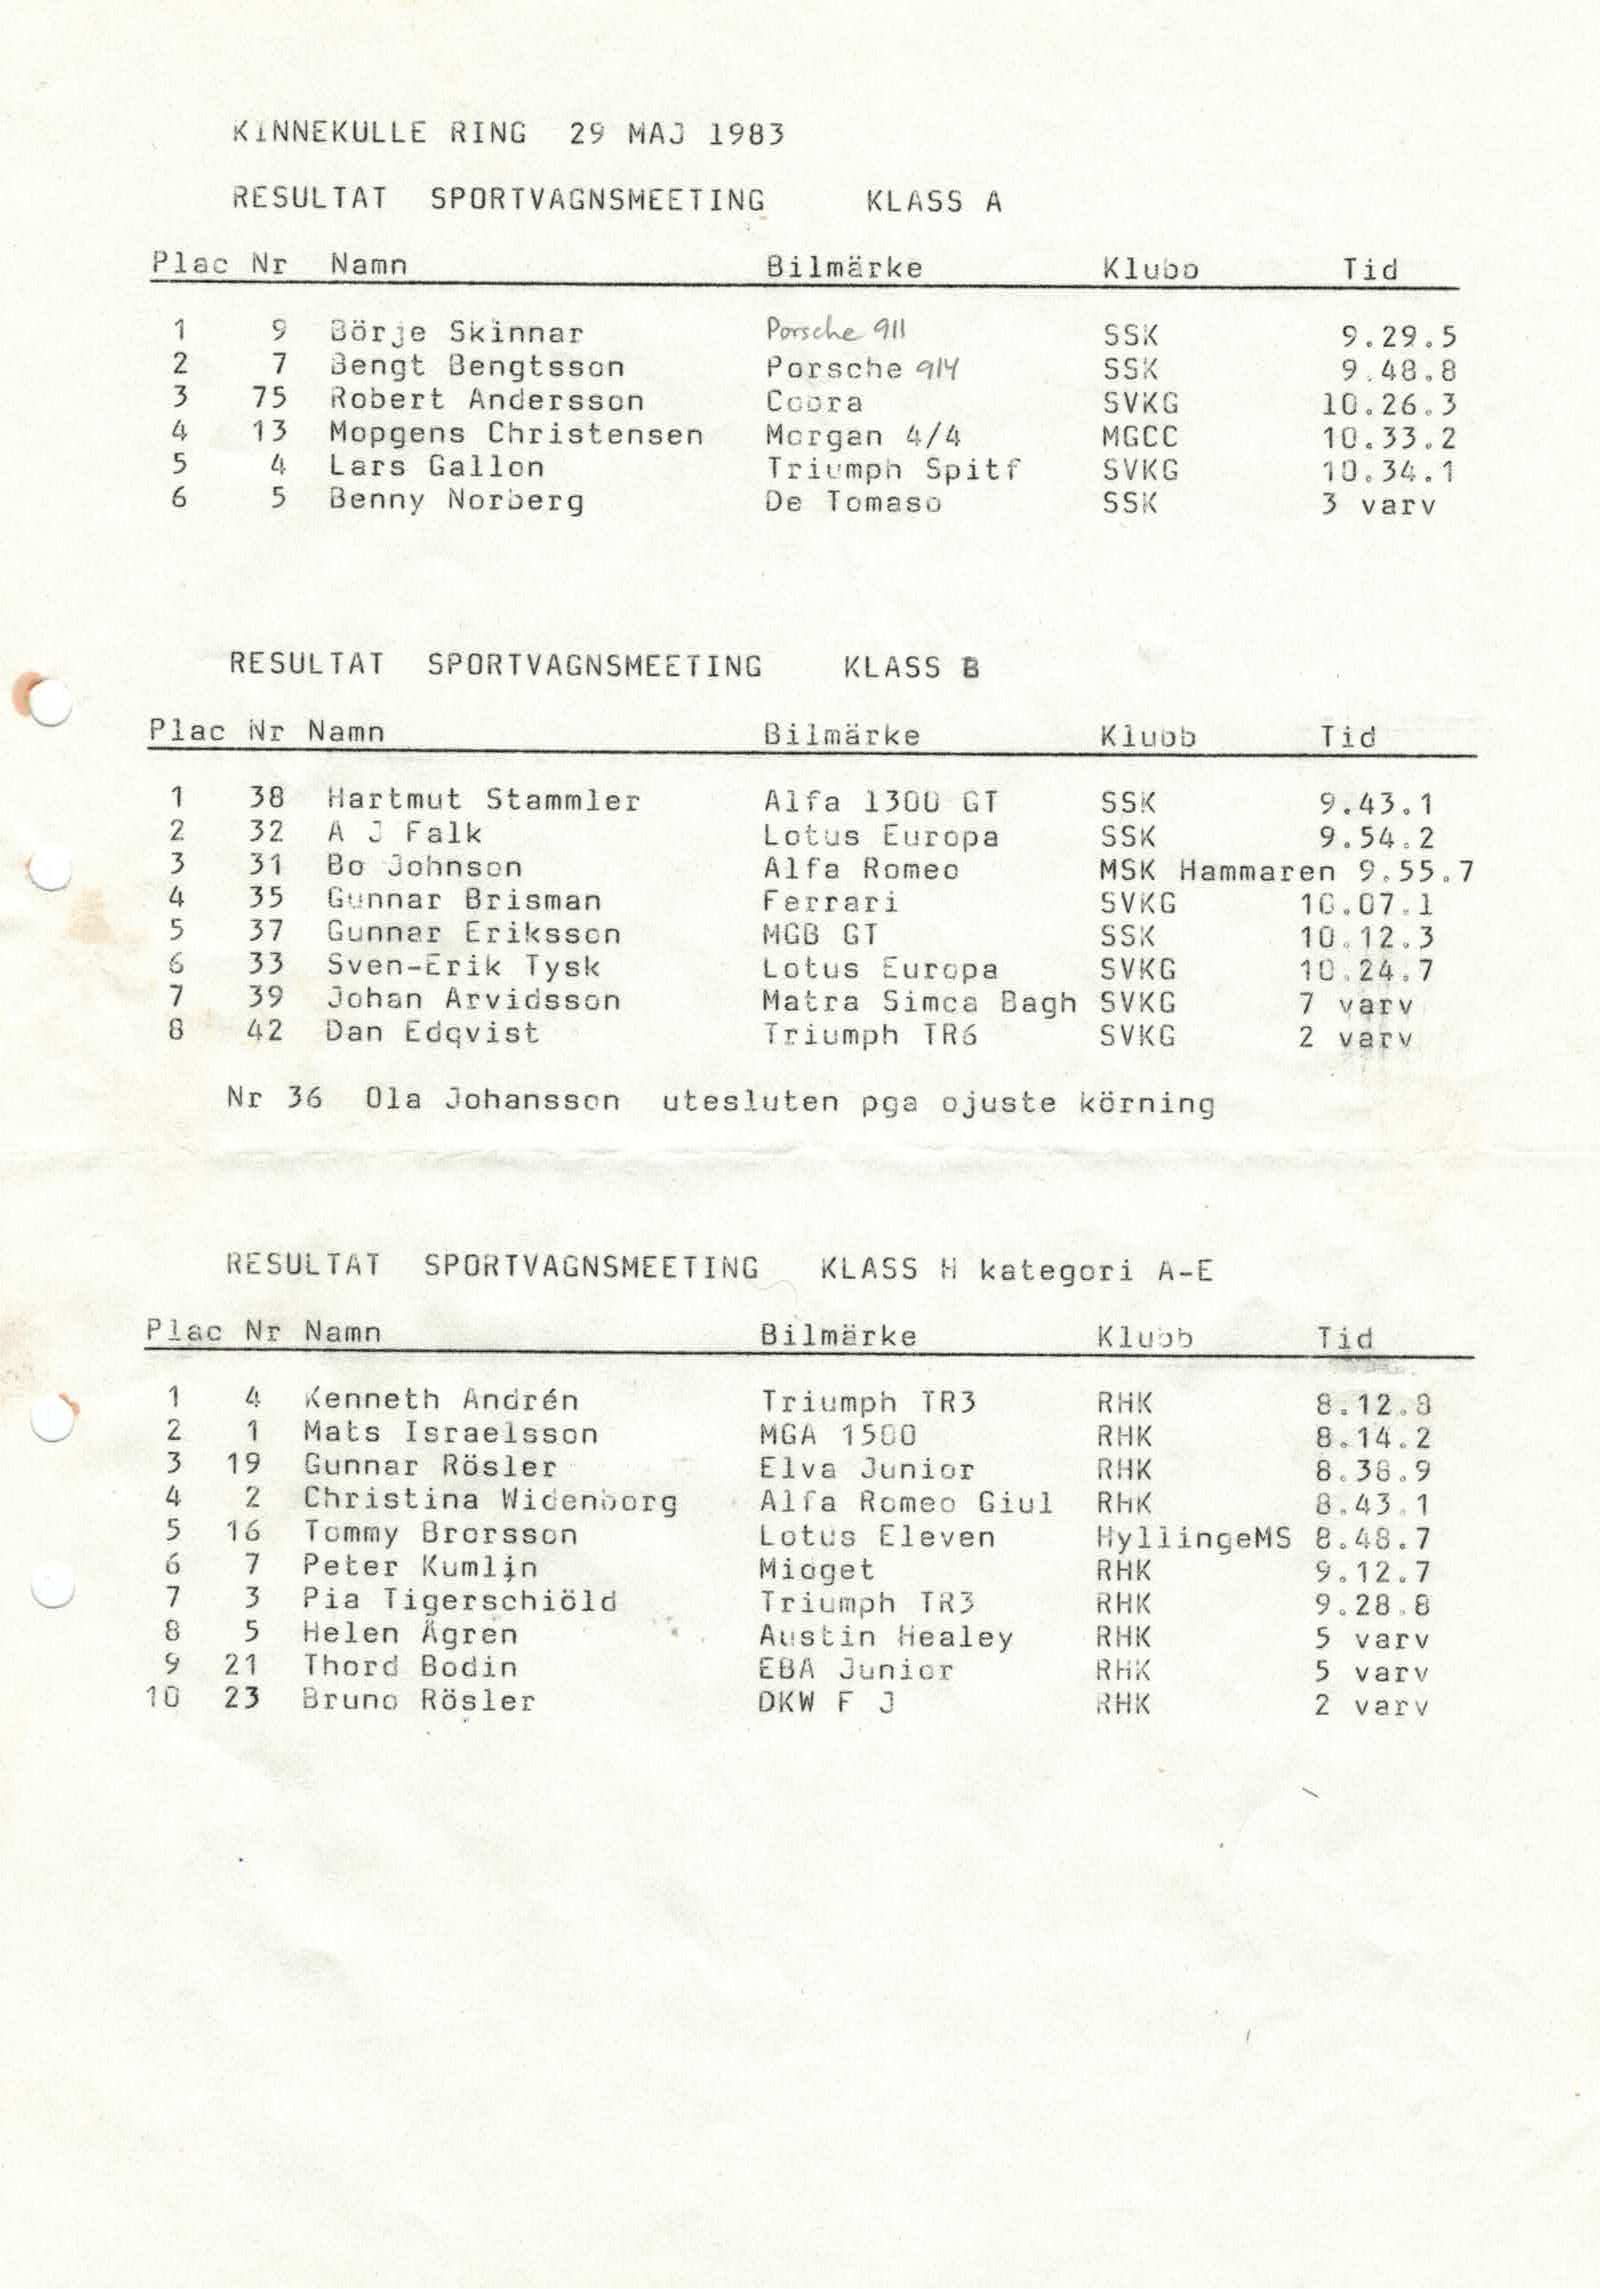 KINNEKULLE RING 29 MAJ 1983
RESULTAT SPORTVAGNSMEETING KLASS A
Plac Nr Namn Bilmärke Klubb Tid
1 9 Börje Skinnar Porsche 911 SSK 9.29.5
2 7 Bengt Bengtsson Porsche 914 SSK 9.48.8
3 75 Robert Andersson Cobra SVKG 10.26.3
4 13 Mopgens Christensen Morgan 4/4 MGCC 10.33.2
5 4 Lars Gallon Triumph Spitf SVKG 10.34.1
6 5 Benny Norberg De Tomaso SSK 3 varv
RESULTAT SPORTVAGNSMEETING KLASS B
Plac Nr Namn Bilmärke Klubb Tid
1 38 Hartmut Stammler Alfa 1300 GT SSK 9.43.1
2 32 A J Falk Lotus Europa SSK 9.54.2
3 31 Bo Johnson Alfa Romeo MSK Hammaren 9.55.7
4 35 Gunnar Brisman Ferrari SVKG 10.07.1
5 37 Gunnar Eriksson MGB GT SSK 10.12.3
6 33 Sven-Erik Tysk Lotus Europa SVKG 10.24.7
7 39 Johan Arvidsson Matra Simca Bagh SVKG 7 varv
8 42 Dan Edqvist Triumph TR6 SVKG 2 varv
Nr 36 Ola Johansson utesluten pga ojuste körning
RESULTAT SPORTVAGNSMEETING KLASS H kategori A-E
Plac Nr Namn Bilmärke Klubb Tid
1 4 Kenneth Andrén Triumph TR3 RHK 8.12.8
2 1 Mats Israelsson MGA 1500 RHK 8.14.2
3 19 Gunnar Rösler Elva Junior RHK 8.38.9
4 2 Christina Widenborg Alfa Romeo Giul RHK 8.43.1
5 16 Tommy Brorsson Lotus Eleven HyllingeMS 8.48.7
6 7 Peter Kumlin Midget RHK 9.12.7
7 3 Pia Tigerschiöld Triumph TR3 RHK 9.28.8
8 5 Helen Ågren Austin Healey RHK 5 varv
9 21 Thord Bodin EBA Junior RHK 5 varv
10 23 Bruno Rösler DKW F J RHK 2 varv